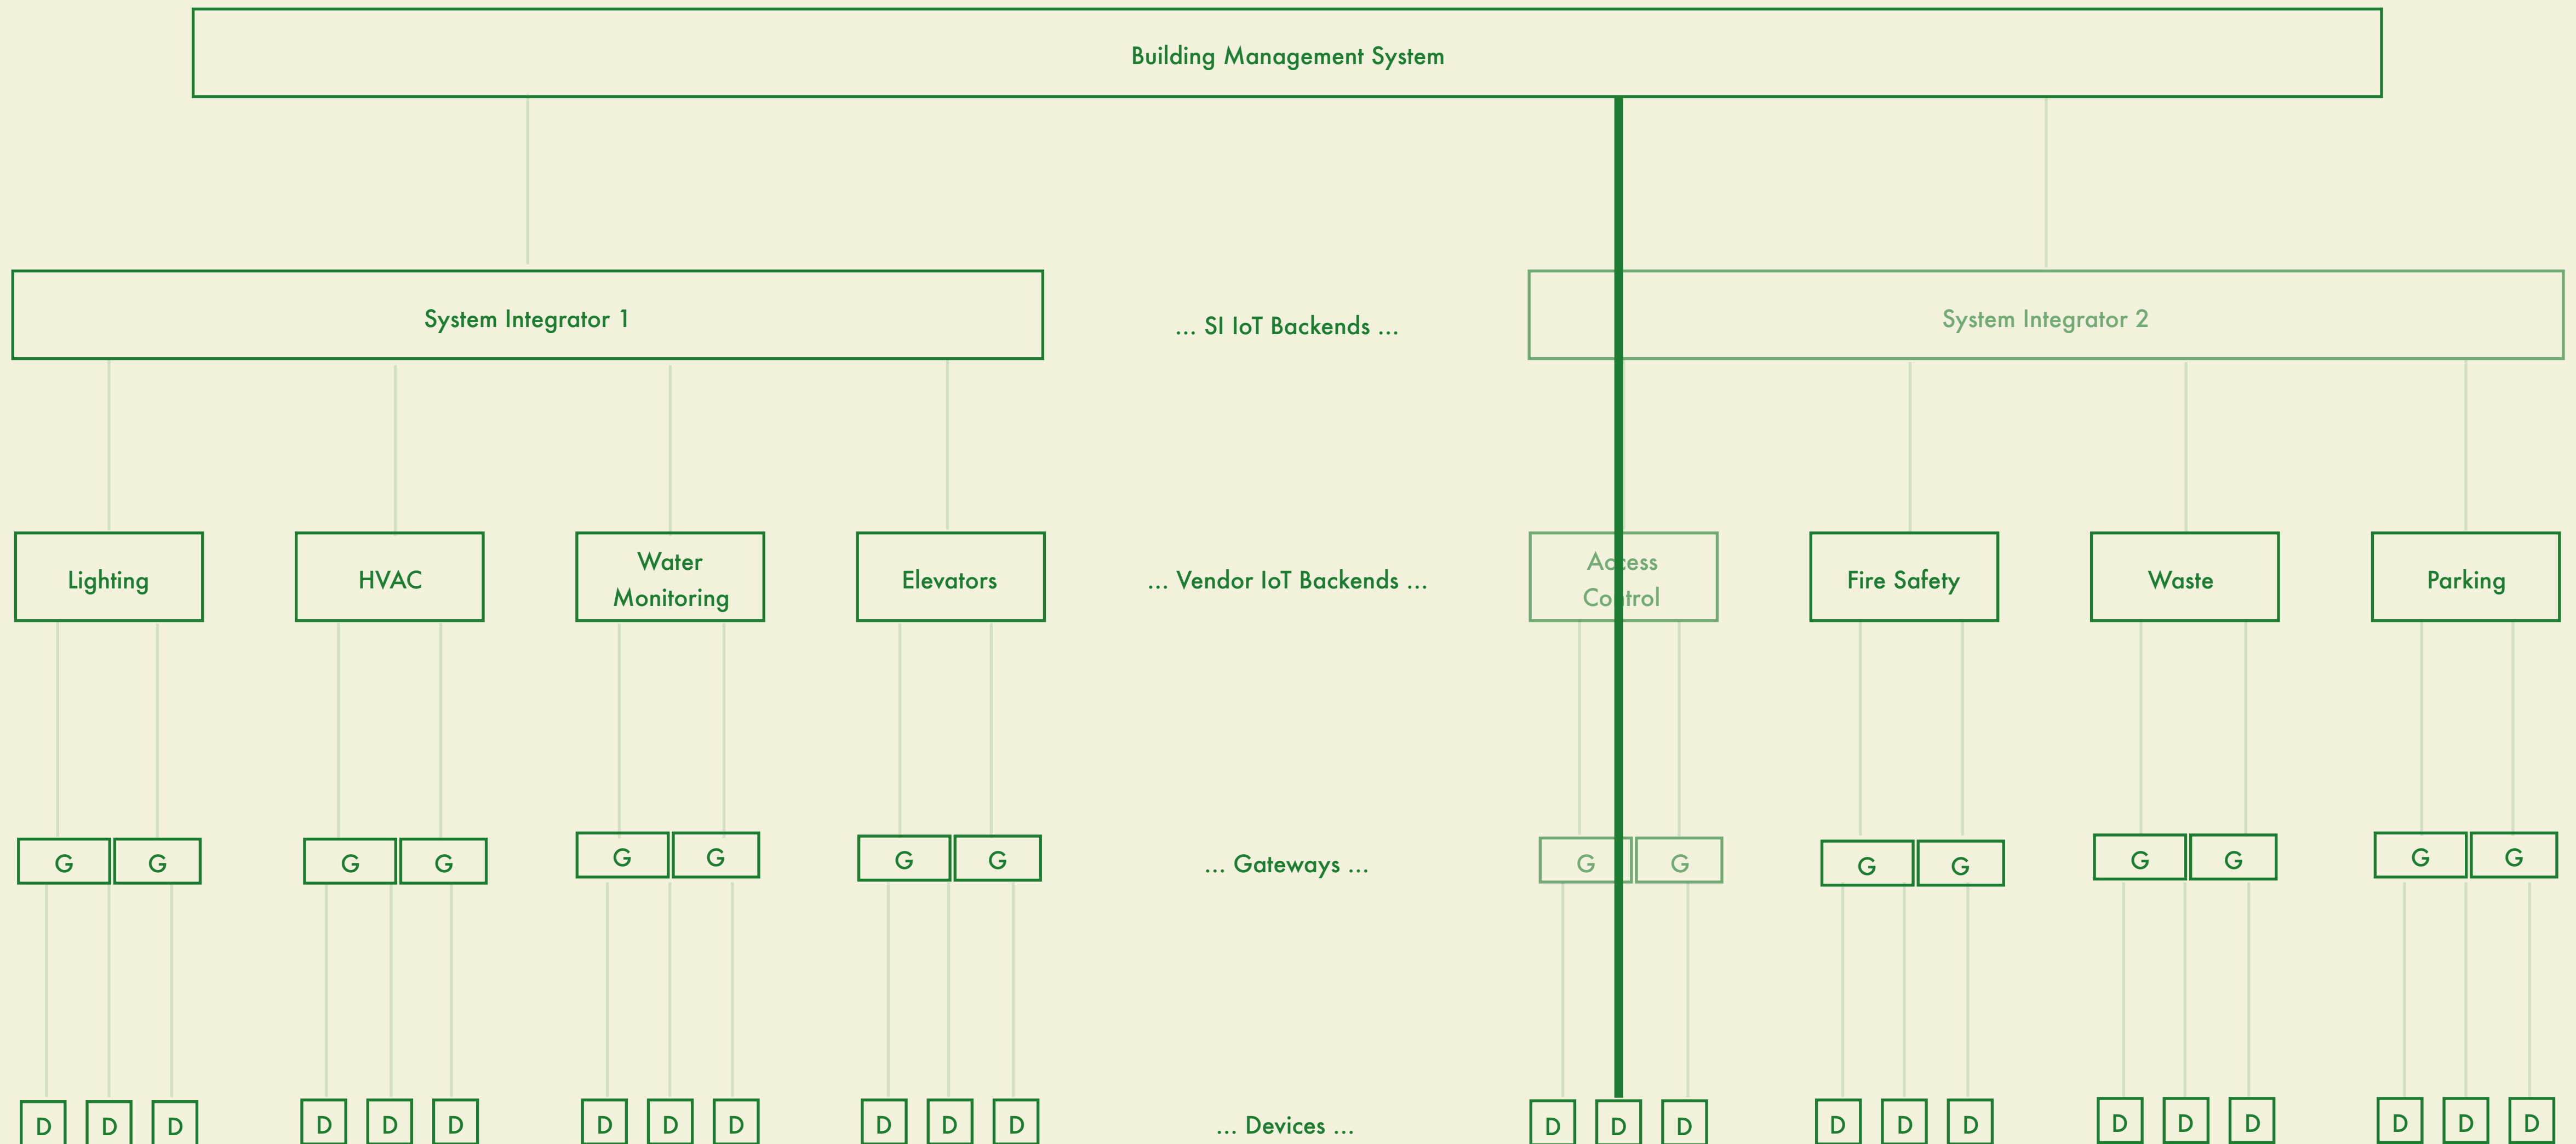 Building Management System
System Integrator 1
... SI IoT Backends ...
System Integrator 2
Lighting
HVAC
Water
Monitoring
Elevators
... Vendor IoT Backends ...
Access
Control
Fire Safety
Waste
Parking
G G G G G G G G
... Gateways ...
G G G G G G G G
D D D D D D D D D D D D
... Devices ...
D D D D D D D D D D D D